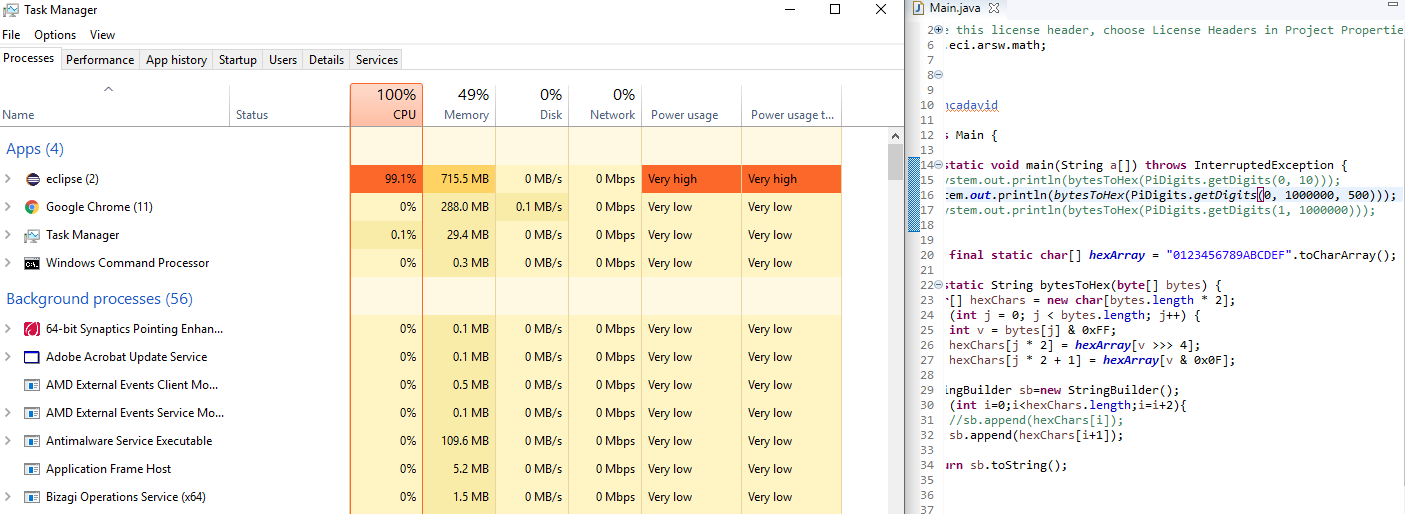 Task Manager
File Options View
Processes Performance App history Startup Users Details Services
100% 49% 0% 0%
Name Status CPU Memory Disk Network Power usage Power usage t...
Apps (4)
eclipse (2) 99.1% 715.5 MB 0 MB/s 0 Mbps Very high Very high
Google Chrome (11) 0% 288.0 MB 0.1 MB/s 0 Mbps Very low Very low
Task Manager 0.1% 29.4 MB 0 MB/s 0 Mbps Very low Very low
Windows Command Processor 0% 0.3 MB 0 MB/s 0 Mbps Very low Very low
Background processes (56)
64-bit Synaptics Pointing Enhan... 0% 0.1 MB 0 MB/s 0 Mbps Very low Very low
Adobe Acrobat Update Service 0% 0.1 MB 0 MB/s 0 Mbps Very low Very low
AMD External Events Client Mo... 0% 0.5 MB 0 MB/s 0 Mbps Very low Very low
AMD External Events Service Mo... 0% 0.1 MB 0 MB/s 0 Mbps Very low Very low
Antimalware Service Executable 0% 109.6 MB 0 MB/s 0 Mbps Very low Very low
Application Frame Host 0% 5.2 MB 0 MB/s 0 Mbps Very low Very low
Bizagi Operations Service (x64) 0% 1.5 MB 0 MB/s 0 Mbps Very low Very low
Main.java
2 e this license header, choose License Headers in Project Propertie
6 .eci.arsw.math;
7
8
9
10 ncadavid
11
12 s Main {
13
14 static void main(String a[]) throws InterruptedException {
15 ystem.out.println(bytesToHex(PiDigits.getDigits(0, 10)));
16 tem.out.println(bytesToHex(PiDigits.getDigits(0, 1000000, 500)));
17 ystem.out.println(bytesToHex(PiDigits.getDigits(1, 1000000)));
18
19
20 final static char[] hexArray = "0123456789ABCDEF".toCharArray();
21
22 static String bytesToHex(byte[] bytes) {
23 r[] hexChars = new char[bytes.length * 2];
24 (int j = 0; j < bytes.length; j++) {
25 int v = bytes[j] & 0xFF;
26 hexChars[j * 2] = hexArray[v >>> 4];
27 hexChars[j * 2 + 1] = hexArray[v & 0x0F];
28
29 ingBuilder sb=new StringBuilder();
30 (int i=0;i<hexChars.length;i=i+2){
31 //sb.append(hexChars[i]);
32 sb.append(hexChars[i+1]);
33
34 urn sb.toString();
35
36
37